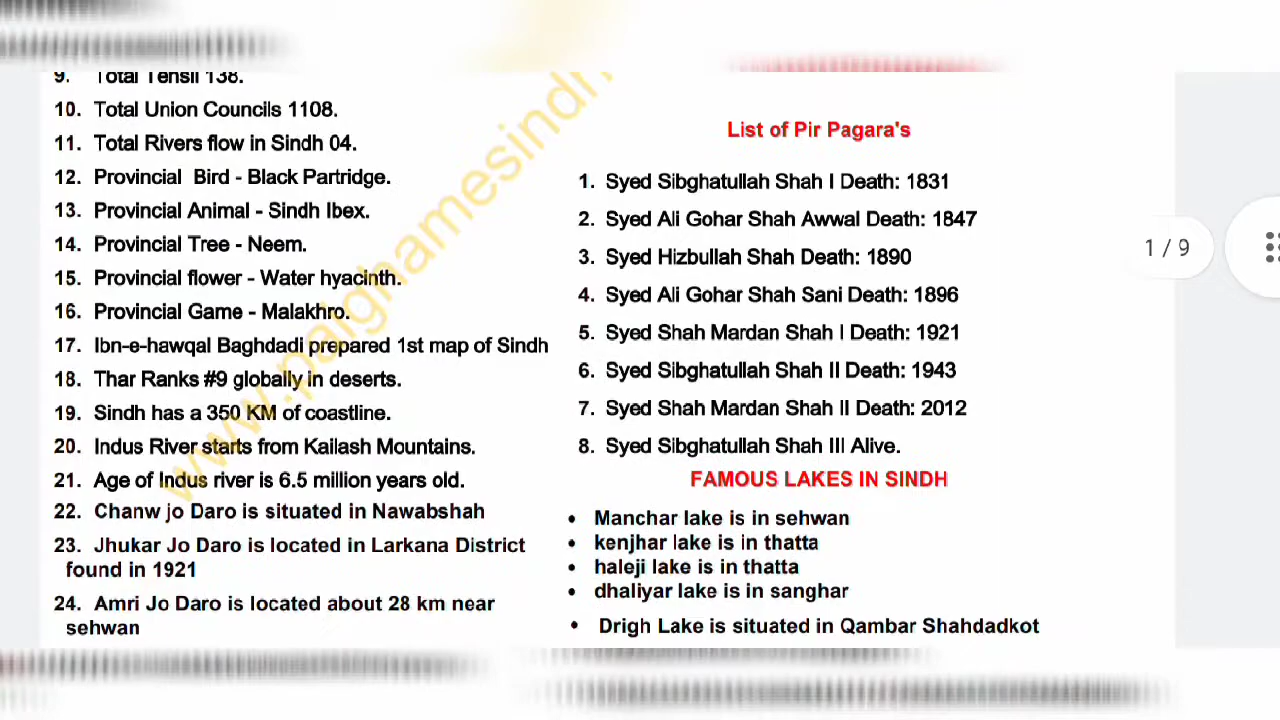 9. Total Tensil 138.
10. Total Union Councils 1108.
11. Total Rivers flow in Sindh 04.
12. Provincial Bird - Black Partridge.
13. Provincial Animal - Sindh Ibex.
14. Provincial Tree - Neem.
15. Provincial flower - Water hyacinth.
16. Provincial Game - Malakhro.
17. Ibn-e-hawqal Baghdadi prepared 1st map of Sindh
18. Thar Ranks #9 globally in deserts.
19. Sindh has a 350 KM of coastline.
20. Indus River starts from Kailash Mountains.
21. Age of Indus river is 6.5 million years old.
22. Chanw jo Daro is situated in Nawabshah
23. Jhukar Jo Daro is located in Larkana District
found in 1921
24. Amri Jo Daro is located about 28 km near
sehwan
List of Pir Pagara's
1. Syed Sibghatullah Shah I Death: 1831
2. Syed Ali Gohar Shah Awwal Death: 1847
3. Syed Hizbullah Shah Death: 1890
4. Syed Ali Gohar Shah Sani Death: 1896
5. Syed Shah Mardan Shah I Death: 1921
6. Syed Sibghatullah Shah II Death: 1943
7. Syed Shah Mardan Shah II Death: 2012
8. Syed Sibghatullah Shah III Alive.
FAMOUS LAKES IN SINDH
• Manchar lake is in sehwan
• kenjhar lake is in thatta
• haleji lake is in thatta
• dhaliyar lake is in sanghar
• Drigh Lake is situated in Qambar Shahdadkot
www.paighamesindh.
1 / 9